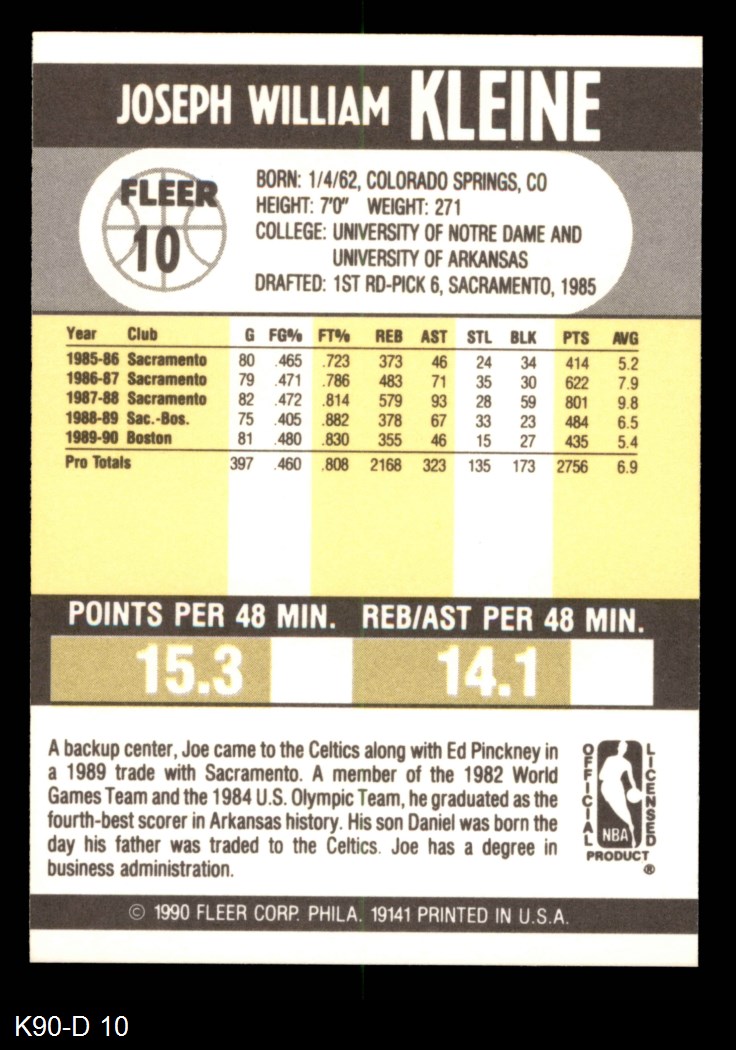 JOSEPH WILLIAM KLEINE
FLEER
10
BORN: 1/4/62, COLORADO SPRINGS, CO
HEIGHT: 7'0" WEIGHT: 271
COLLEGE: UNIVERSITY OF NOTRE DAME AND
UNIVERSITY OF ARKANSAS
DRAFTED: 1ST RD-PICK 6, SACRAMENTO, 1985
Year Club G FG% FT% REB AST STL BLK PTS AVG
1985-86 Sacramento 80 .465 .723 373 46 24 34 414 5.2
1986-87 Sacramento 79 .471 .786 483 71 35 30 622 7.9
1987-88 Sacramento 82 .472 .814 579 93 28 59 801 9.8
1988-89 Sac.-Bos. 75 .405 .882 378 67 33 23 484 6.5
1989-90 Boston 81 .480 .830 355 46 15 27 435 5.4
Pro Totals 397 .460 .808 2168 323 135 173 2756 6.9
POINTS PER 48 MIN. REB/AST PER 48 MIN.
15.3 14.1
A backup center, Joe came to the Celtics along with Ed Pinckney in
a 1989 trade with Sacramento. A member of the 1982 World
Games Team and the 1984 U.S. Olympic Team, he graduated as the
fourth-best scorer in Arkansas history. His son Daniel was born the
day his father was traded to the Celtics. Joe has a degree in
business administration.
OFFICIAL
LICENSED
NBA
PRODUCT
®
© 1990 FLEER CORP. PHILA. 19141 PRINTED IN U.S.A.
K90-D 10